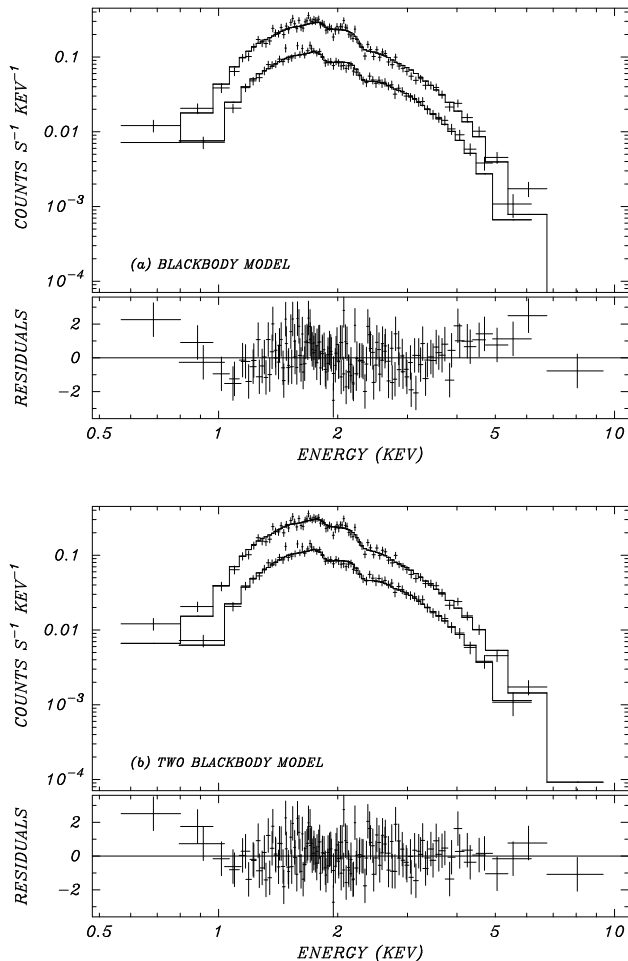 0.1
0.01
10⁻³
10⁻⁴
COUNTS S⁻¹ KEV⁻¹
(a) BLACKBODY MODEL
2
0
−2
RESIDUALS
0.5 1 2 5 10
ENERGY (KEV)
0.1
0.01
10⁻³
10⁻⁴
COUNTS S⁻¹ KEV⁻¹
(b) TWO BLACKBODY MODEL
2
0
−2
RESIDUALS
0.5 1 2 5 10
ENERGY (KEV)